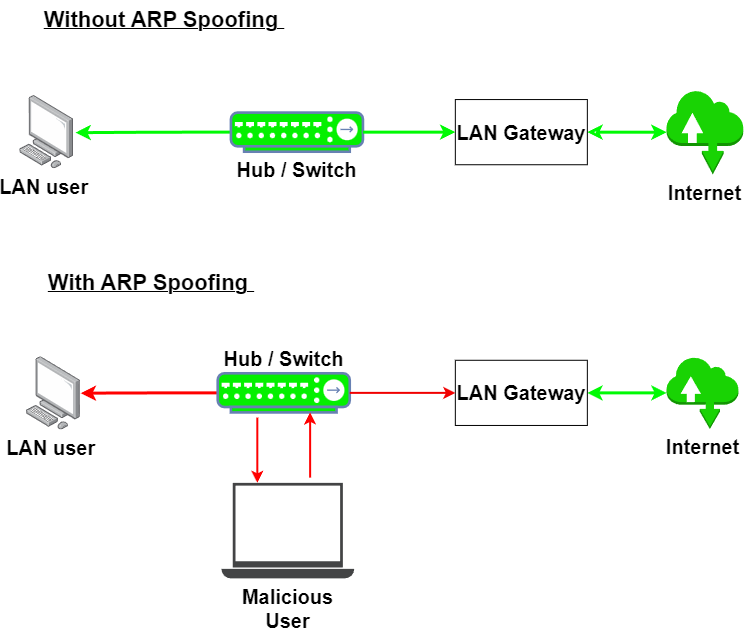 Without ARP Spoofing
LAN user
Hub / Switch
LAN Gateway
Internet
With ARP Spoofing
LAN user
Hub / Switch
LAN Gateway
Internet
Malicious
User